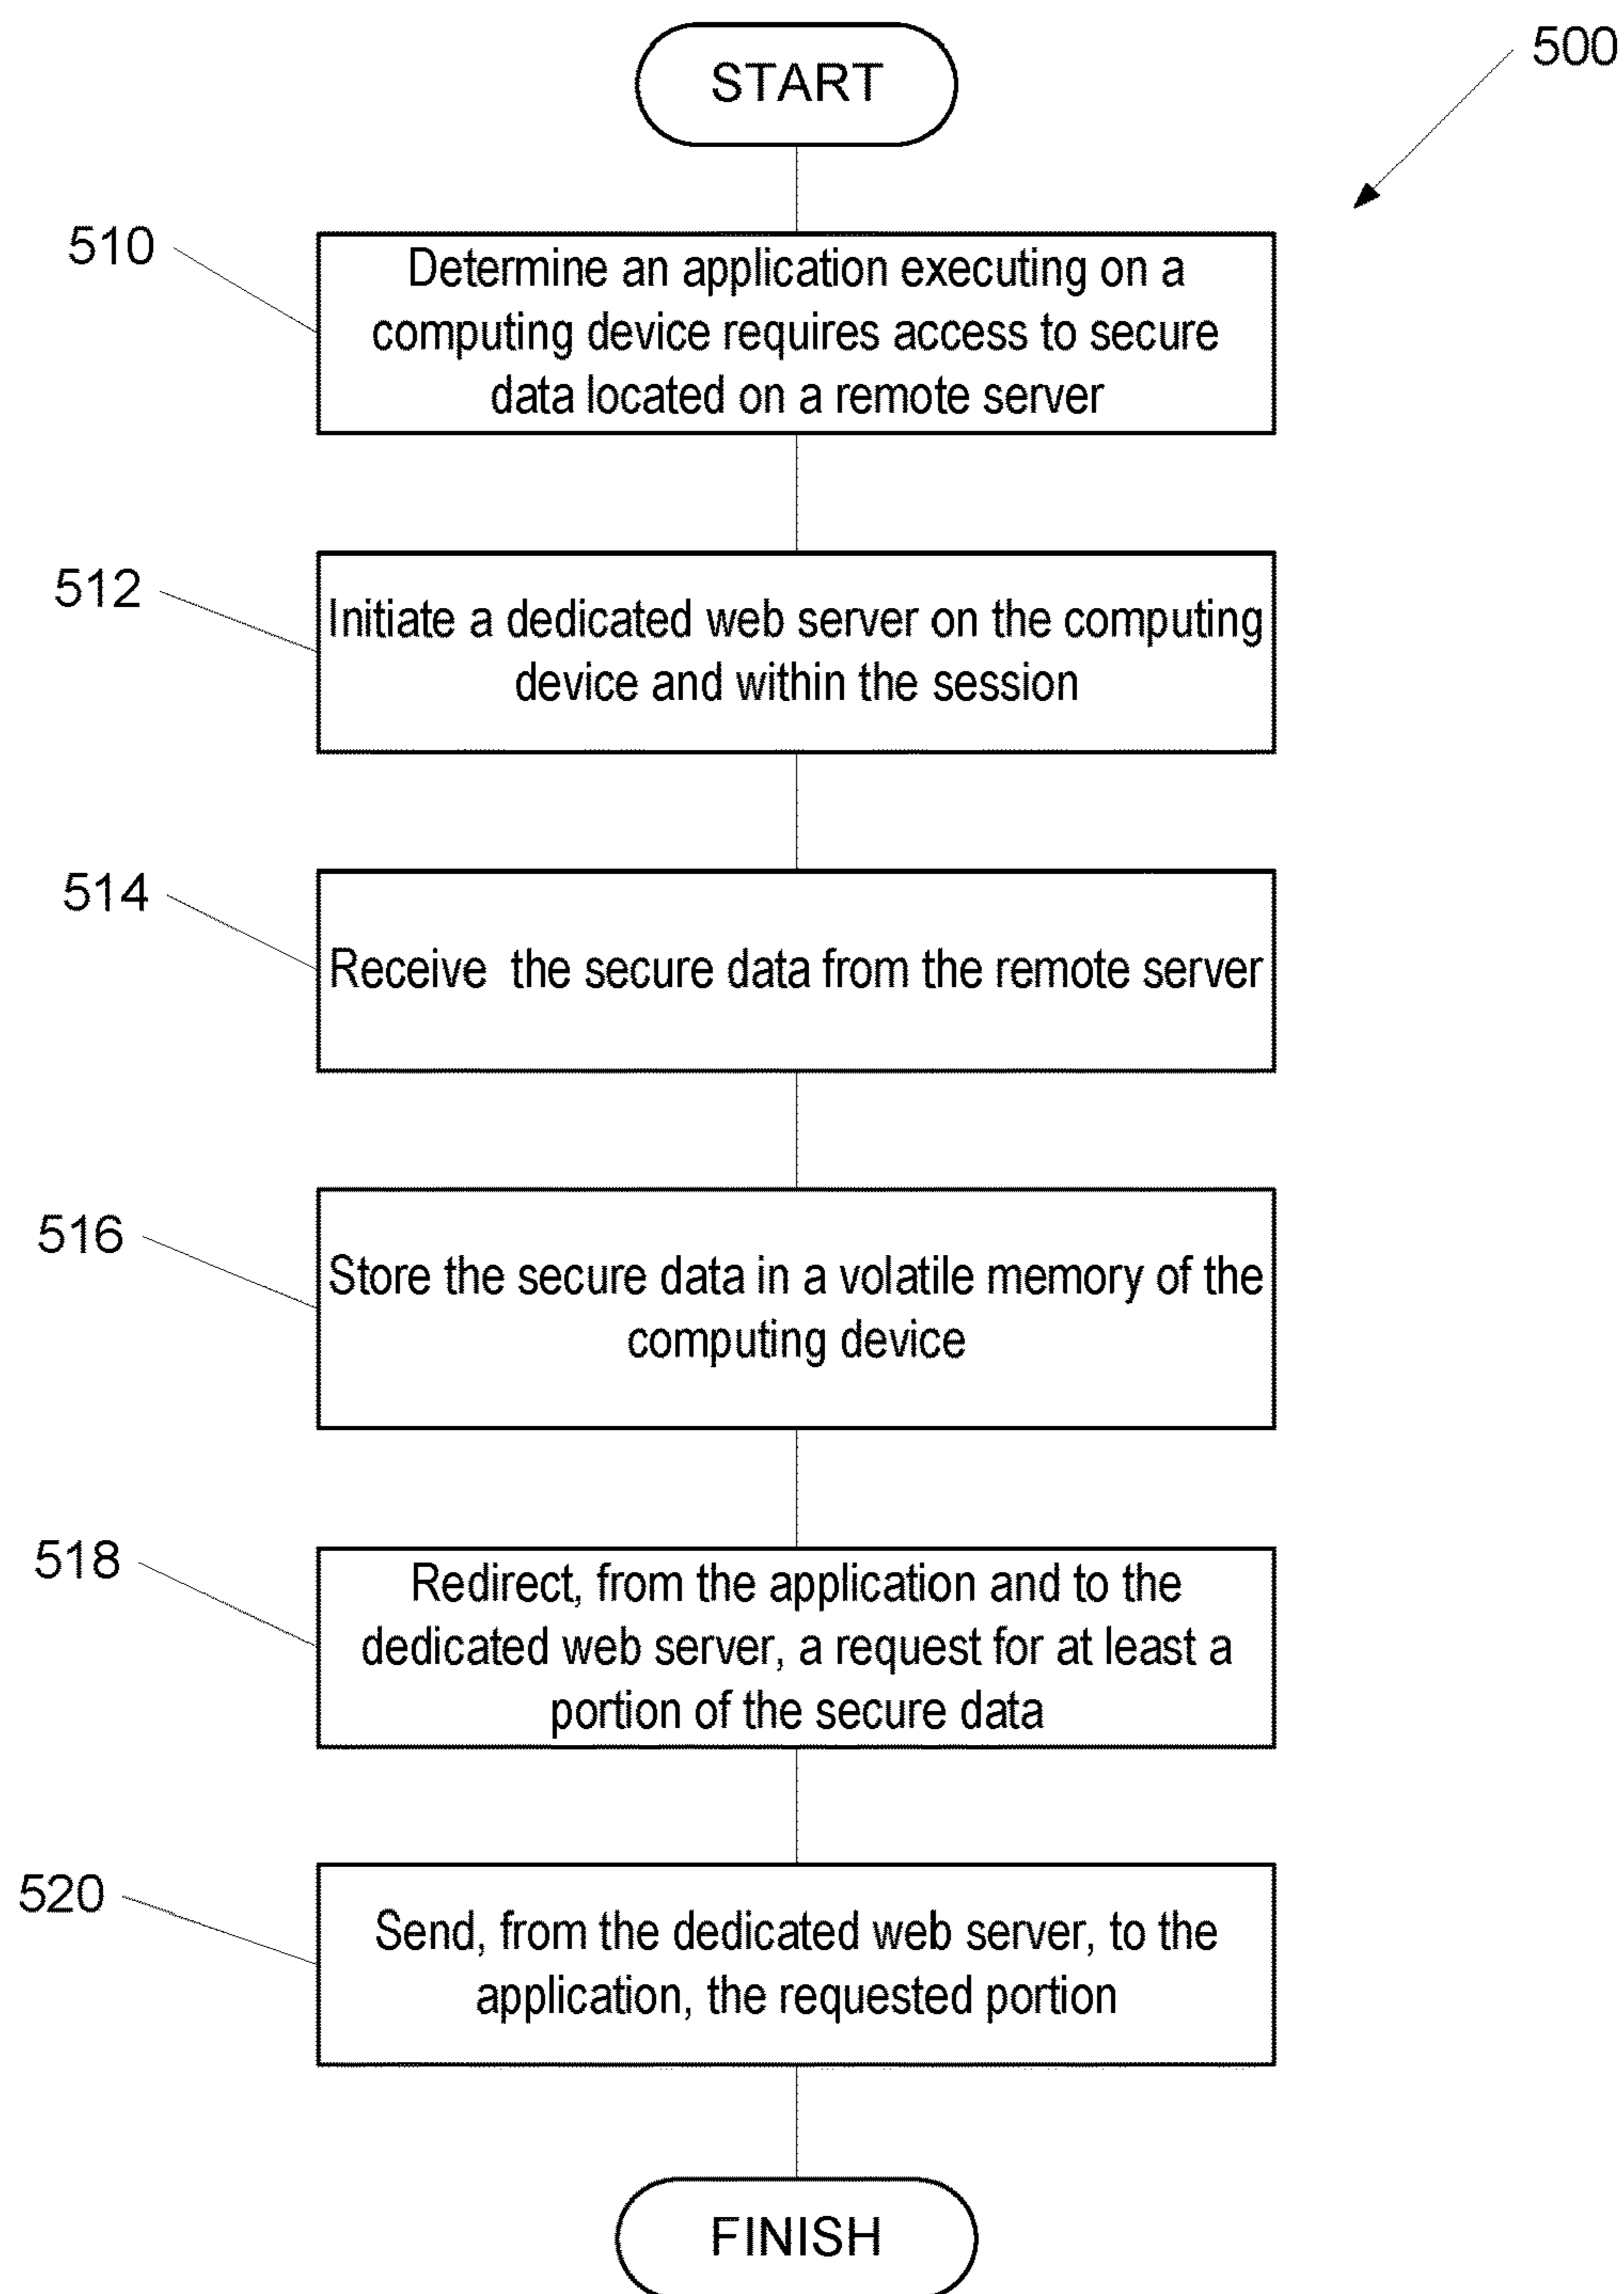 START
500
510
Determine an application executing on a
computing device requires access to secure
data located on a remote server
512
Initiate a dedicated web server on the computing
device and within the session
514
Receive the secure data from the remote server
516
Store the secure data in a volatile memory of the
computing device
518
Redirect, from the application and to the
dedicated web server, a request for at least a
portion of the secure data
520
Send, from the dedicated web server, to the
application, the requested portion
FINISH